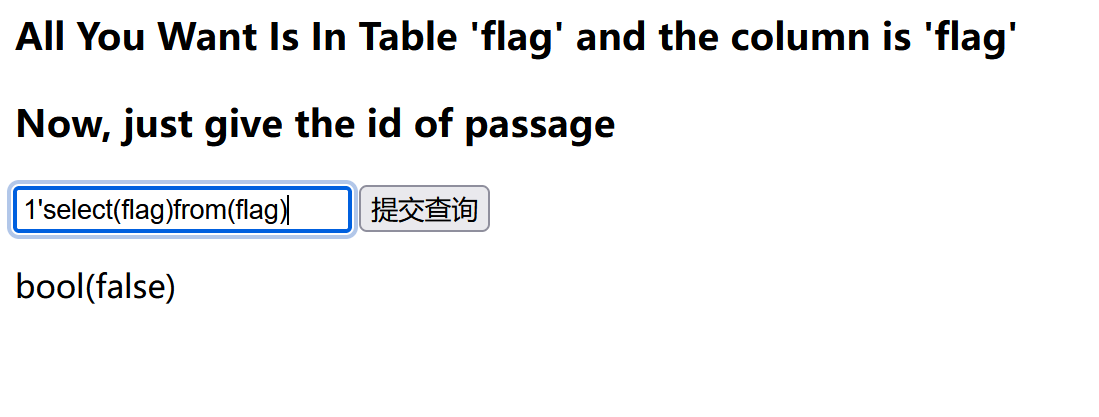 All You Want Is In Table 'flag' and the column is 'flag'
Now, just give the id of passage
1'select(flag)from(flag) 提交查询
bool(false)